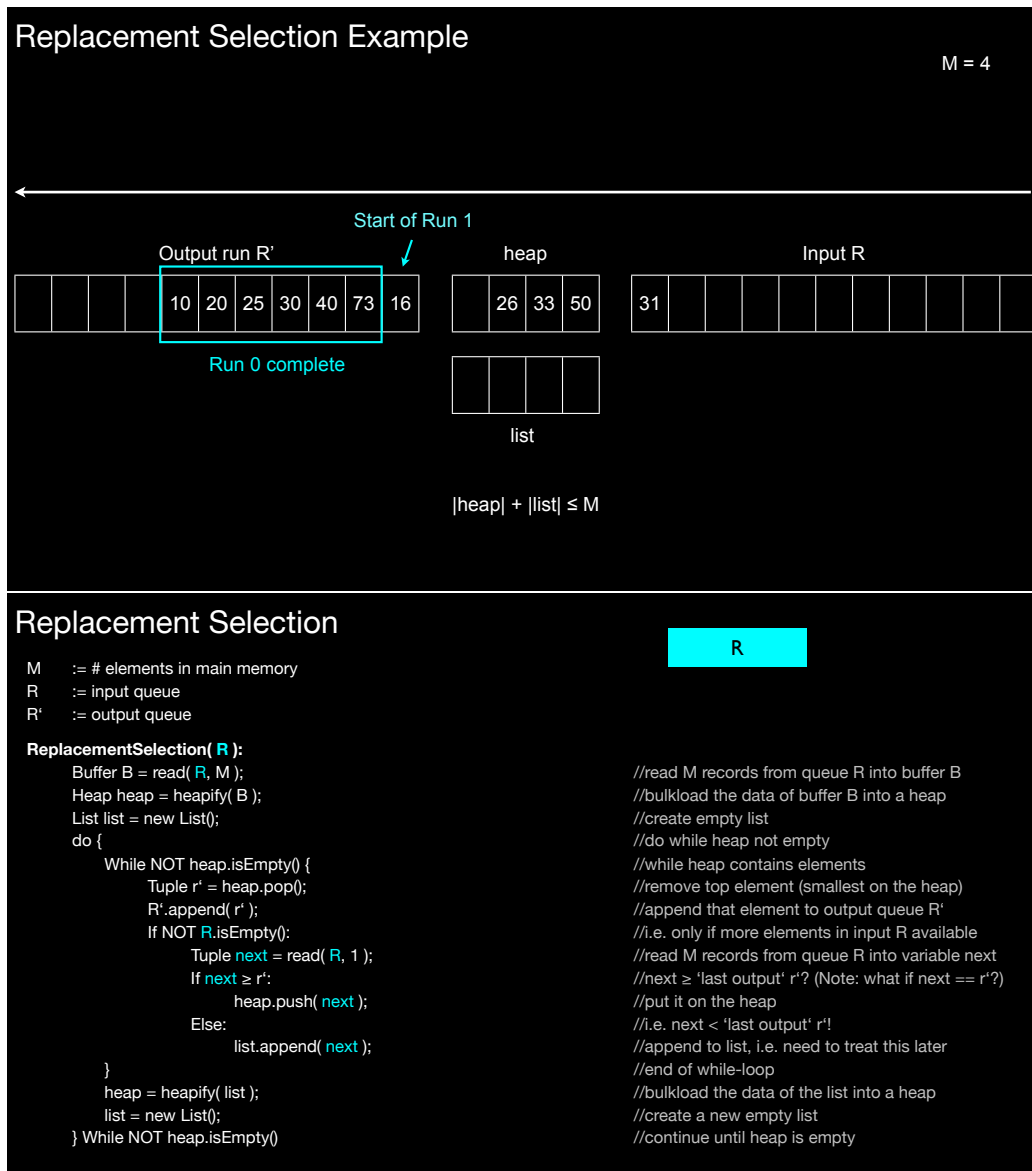 Replacement Selection Example
M = 4
Start of Run 1
Output run R’ heap Input R
10 20 25 30 40 73 16 26 33 50 31
Run 0 complete
list
|heap| + |list| ≤ M
Replacement Selection
R
M := # elements in main memory
R := input queue
R‘ := output queue
ReplacementSelection( R ):
Buffer B = read( R, M ); //read M records from queue R into buffer B
Heap heap = heapify( B ); //bulkload the data of buffer B into a heap
List list = new List(); //create empty list
do { //do while heap not empty
While NOT heap.isEmpty() { //while heap contains elements
Tuple r‘ = heap.pop(); //remove top element (smallest on the heap)
R‘.append( r‘ ); //append that element to output queue R‘
If NOT R.isEmpty: //i.e. only if more elements in input R available
Tuple next = read( R, 1 ); //read M records from queue R into variable next
If next ≥ r‘: //next ≥ ‘last output‘ r‘? (Note: what if next == r‘?)
heap.push( next ); //put it on the heap
Else: //i.e. next < ‘last output‘ r‘!
list.append( next ); //append to list, i.e. need to treat this later
} //end of while-loop
heap = heapify( list ); //bulkload the data of the list into a heap
list = new List(); //create a new empty list
} While NOT heap.isEmpty() //continue until heap is empty